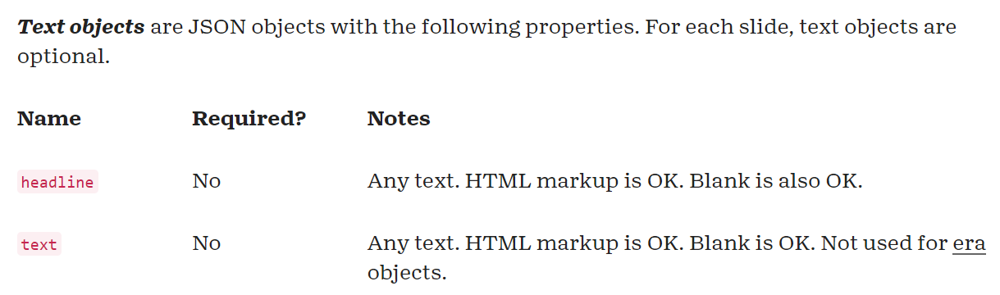 Text objects are JSON objects with the following properties. For each slide, text objects are
optional.
Name Required? Notes
headline No Any text. HTML markup is OK. Blank is also OK.
text No Any text. HTML markup is OK. Blank is OK. Not used for era
objects.